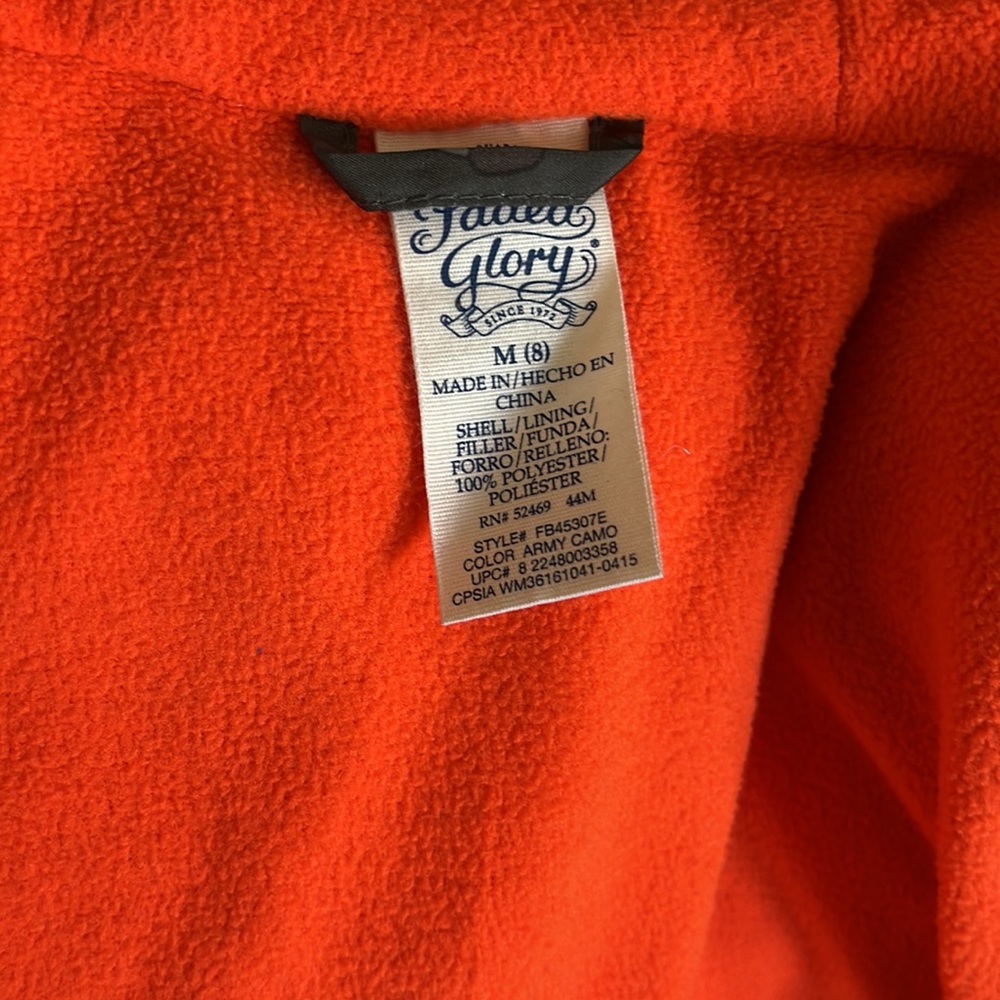 Faded
Glory®
SINCE 1972
M (8)
MADE IN/HECHO EN
CHINA
SHELL/LINING/
FILLER/FUNDA/
FORRO/RELLENO:
100% POLYESTER/
POLIÉSTER
RN# 52469 44M
STYLE# FB45307E
COLOR ARMY CAMO
UPC# 8 2248003358
CPSIA WM36161041-0415